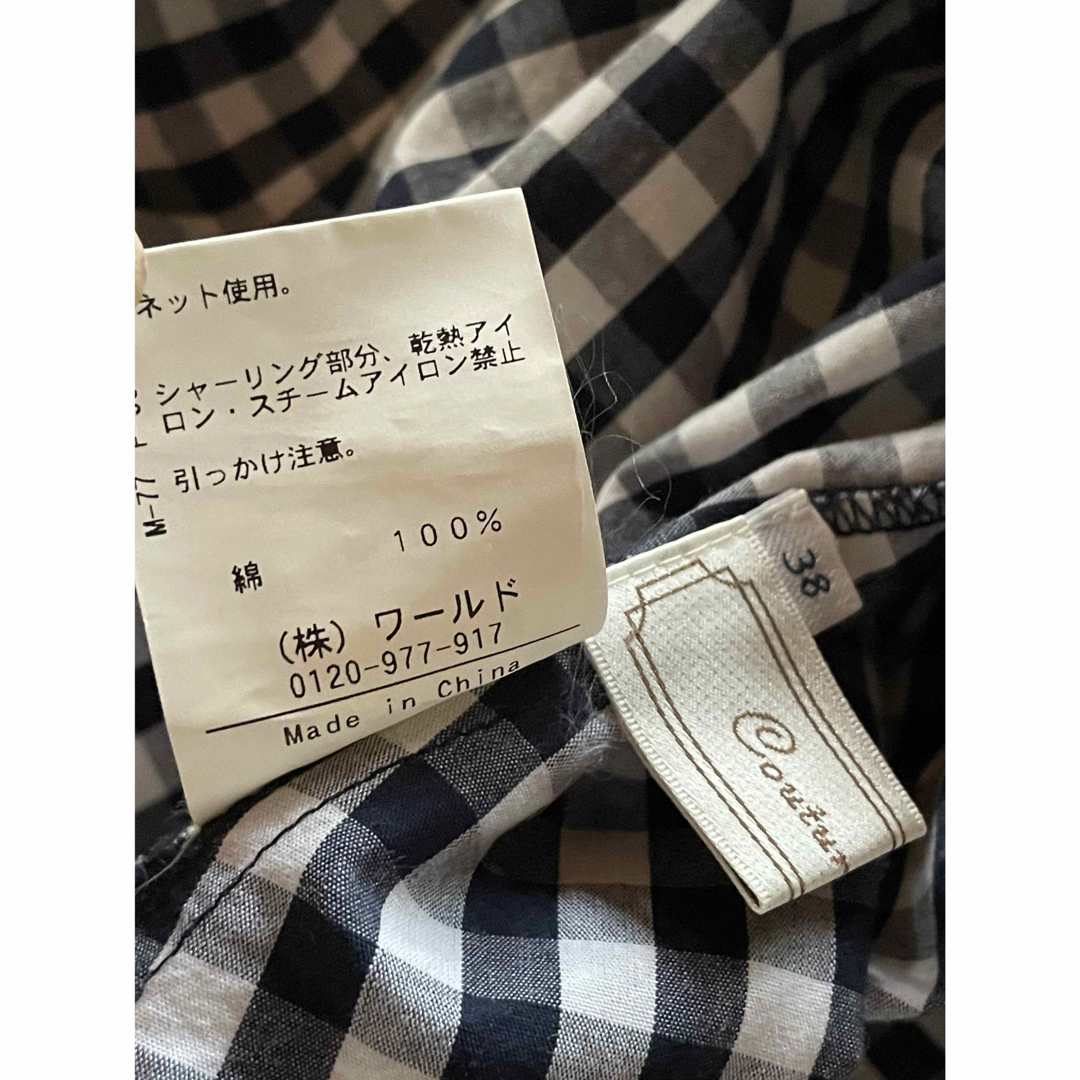 ネット使用。
シャーリング部分、乾熱アイ
ロン・スチームアイロン禁止
引っかけ注意。
綿 100%
(株) ワールド
0120-977-917
Made in China
38
Coutur